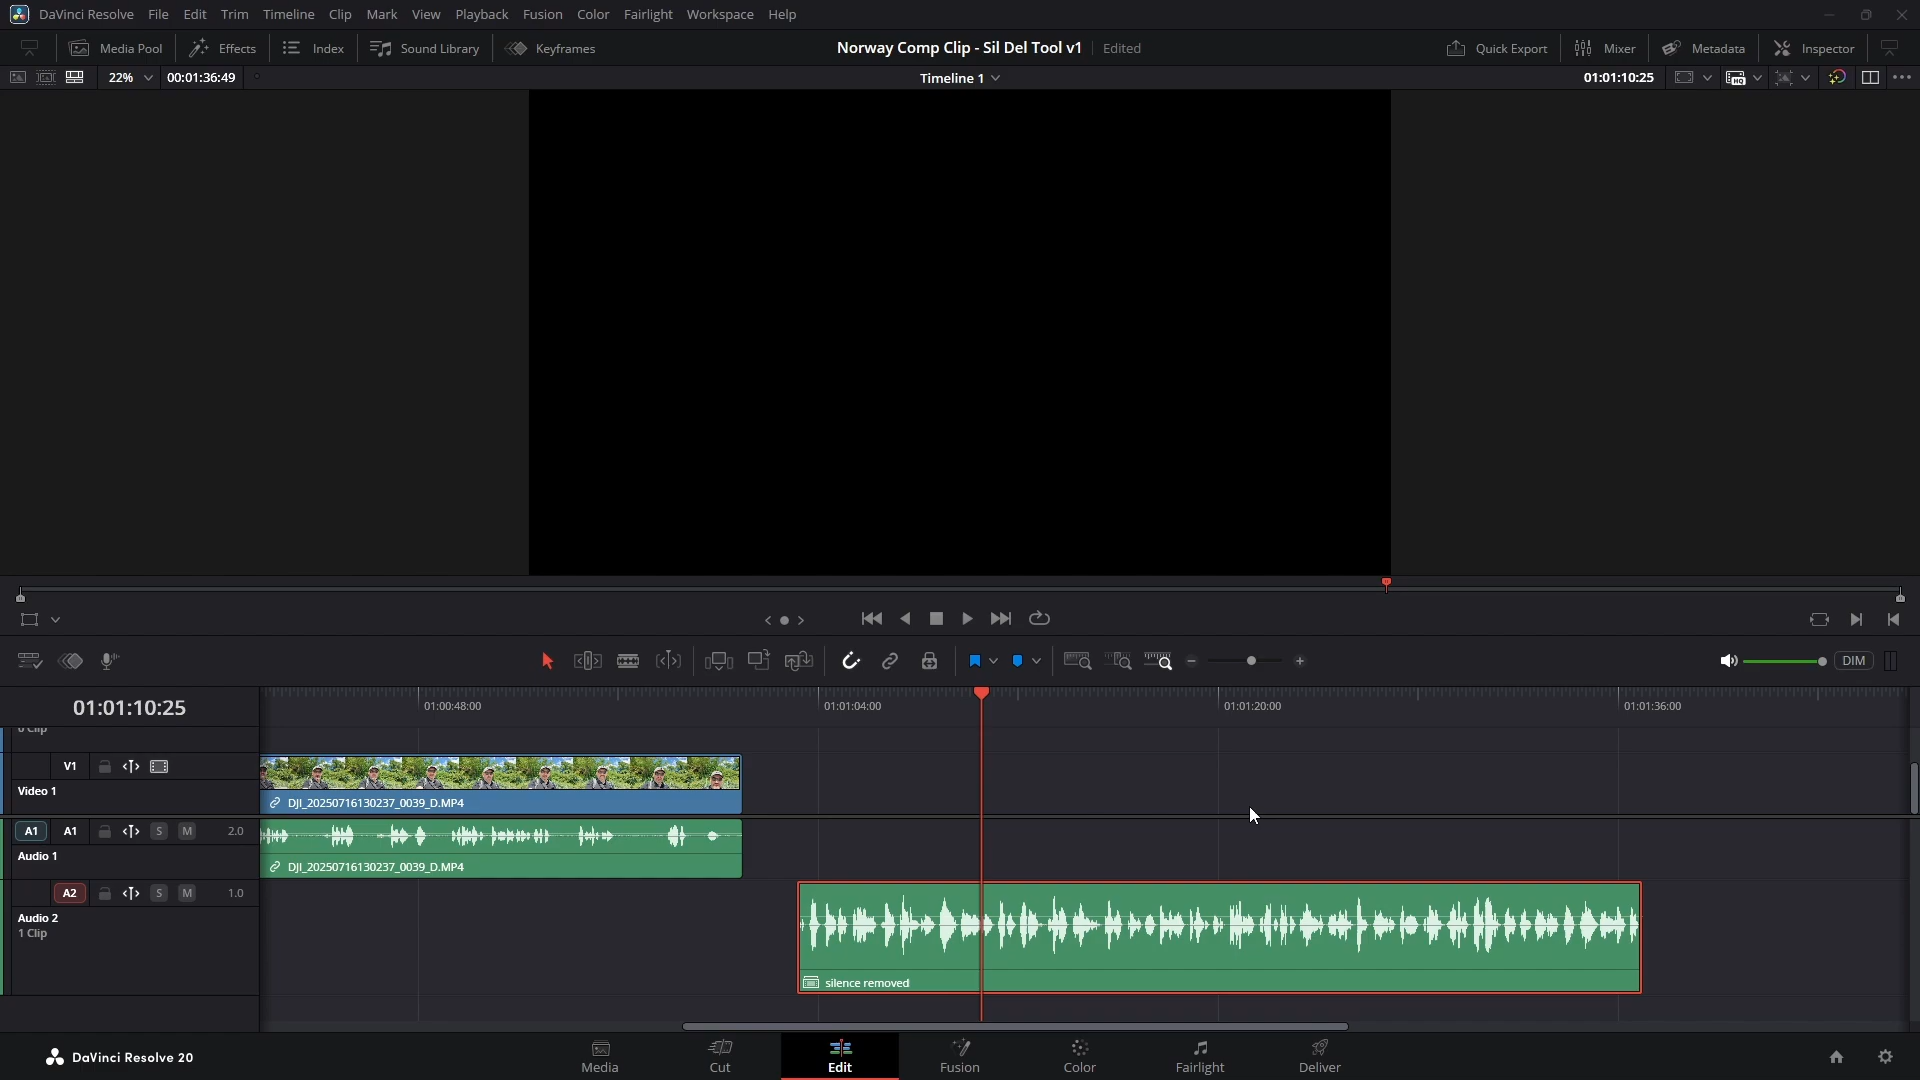 DaVinci Resolve File Edit Trim Timeline Clip Mark View Playback Fusion Color Fairlight Workspace Help
Media Pool Effects Index Sound Library Keyframes Norway Comp Clip - Sil Del Tool v1 Edited Quick Export Mixer Metadata Inspector
22% 00:01:36:49 Timeline 1 01:01:10:25 HQ
DIM
01:01:10:25 01:00:48:00 01:01:04:00 01:01:20:00 01:01:36:00
0 Clip
V1
Video 1
DJI_20250716130237_0039_D.MP4
A1 A1 S M 2.0
Audio 1
DJI_20250716130237_0039_D.MP4
A2 S M 1.0
Audio 2
1 Clip
silence removed
DaVinci Resolve 20
Media Cut Edit Fusion Color Fairlight Deliver